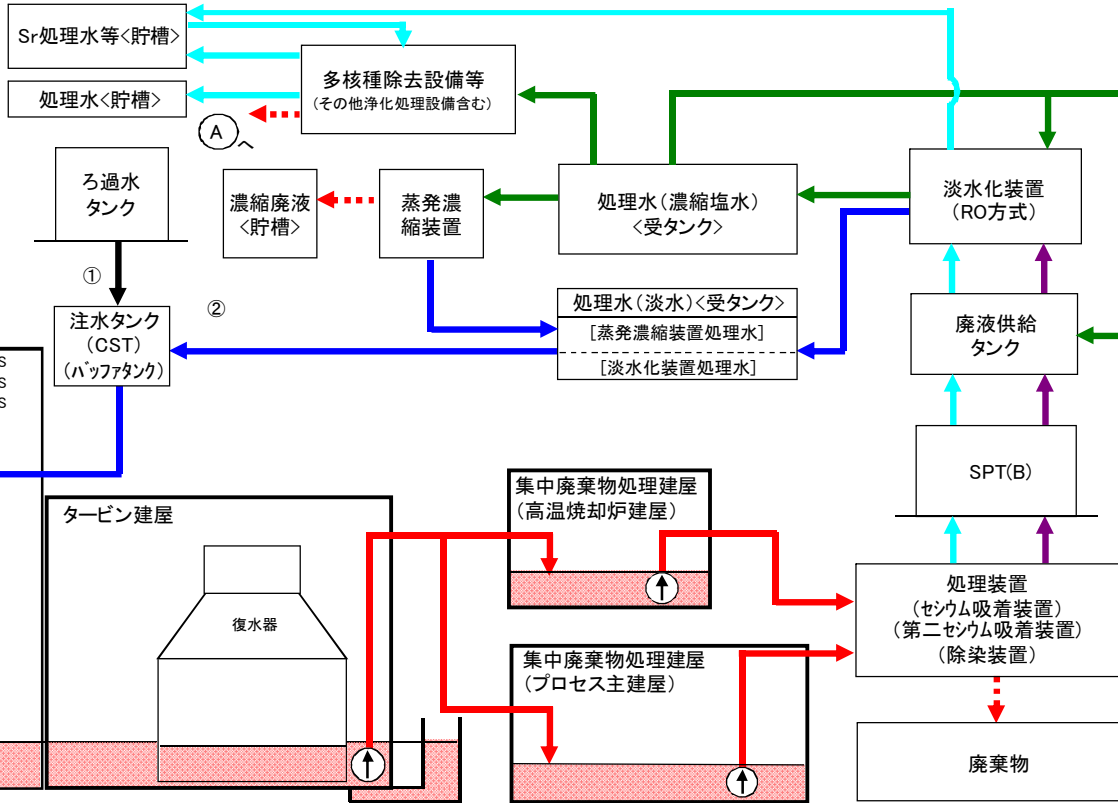 Sr処理水等<貯槽>
処理水<貯槽>
多核種除去設備等
(その他浄化処理設備含む)
A
へ
ろ過水
タンク
濃縮廃液
<貯槽>
蒸発濃
縮装置
処理水(濃縮塩水)
<受タンク>
淡水化装置
(RO方式)
①
②
注水タンク
(CST)
(バッファタンク)
処理水(淡水)<受タンク>
[蒸発濃縮装置処理水]
[淡水化装置処理水]
廃液供給
タンク
S
S
S
SPT(B)
タービン建屋
復水器
集中廃棄物処理建屋
(高温焼却炉建屋)
集中廃棄物処理建屋
(プロセス主建屋)
処理装置
(セシウム吸着装置)
(第二セシウム吸着装置)
(除染装置)
廃棄物